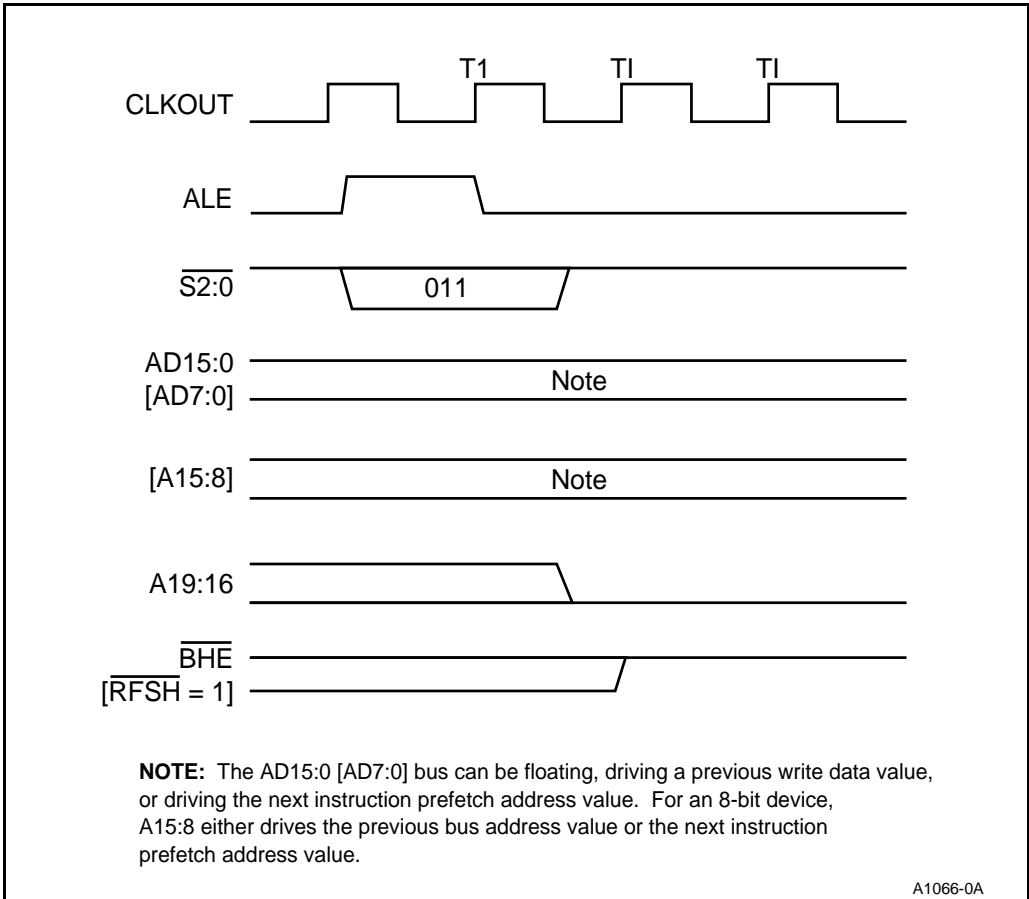 T1 TI TI
CLKOUT
ALE
S2:0
011
AD15:0
[AD7:0]
Note
[A15:8]
Note
A19:16
BHE
[RFSH = 1]
NOTE: The AD15:0 [AD7:0] bus can be floating, driving a previous write data value,
or driving the next instruction prefetch address value. For an 8-bit device,
A15:8 either drives the previous bus address value or the next instruction
prefetch address value.
A1066-0A